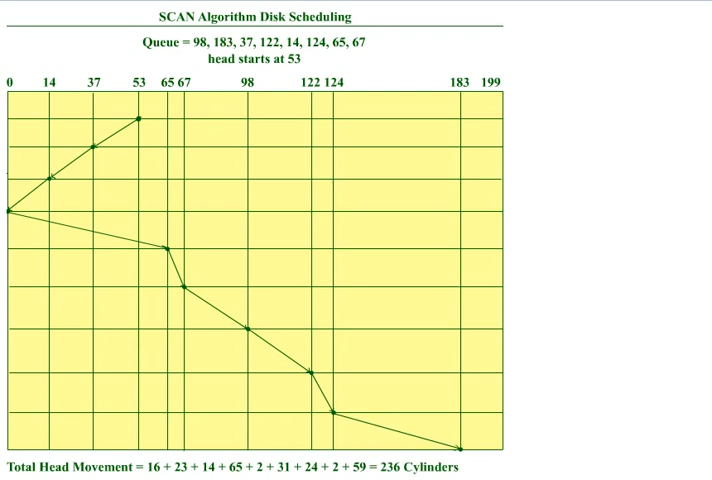 SCAN Algorithm Disk Scheduling
Queue = 98, 183, 37, 122, 14, 124, 65, 67
head starts at 53
0 14 37 53 65 67 98 122 124 183 199
Total Head Movement = 16 + 23 + 14 + 65 + 2 + 31 + 24 + 2 + 59 = 236 Cylinders